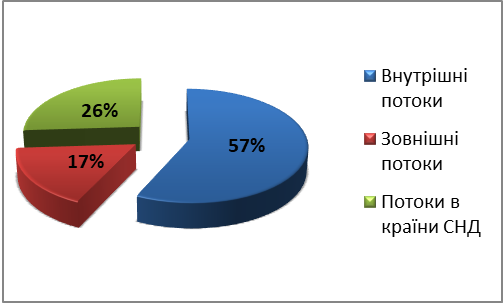 26%
57%
17%
Внутрішні
потоки
Зовнішні
потоки
Потоки в
країни СНД